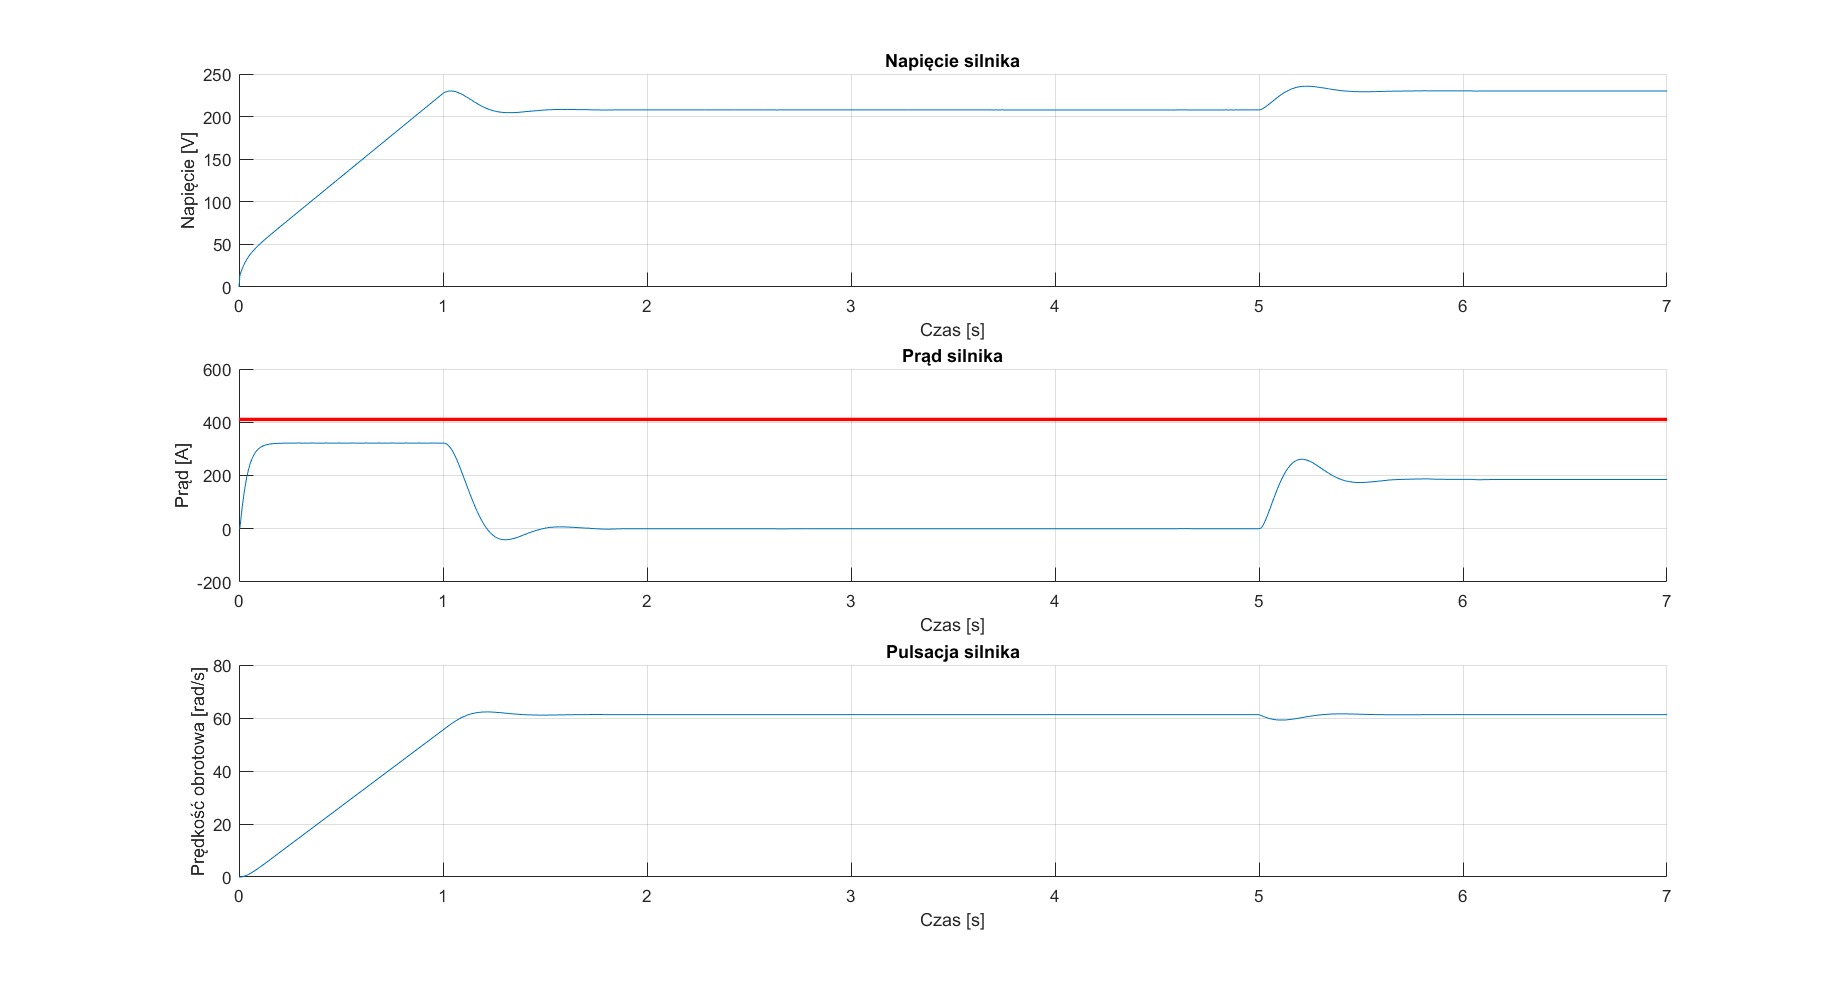 Napięcie silnika
Napięcie [V]
250
200
150
100
50
0
0 1 2 3 4 5 6 7
Czas [s]
Prąd silnika
Prąd [A]
600
400
200
0
-200
0 1 2 3 4 5 6 7
Czas [s]
Pulsacja silnika
Prędkość obrotowa [rad/s]
80
60
40
20
0
0 1 2 3 4 5 6 7
Czas [s]